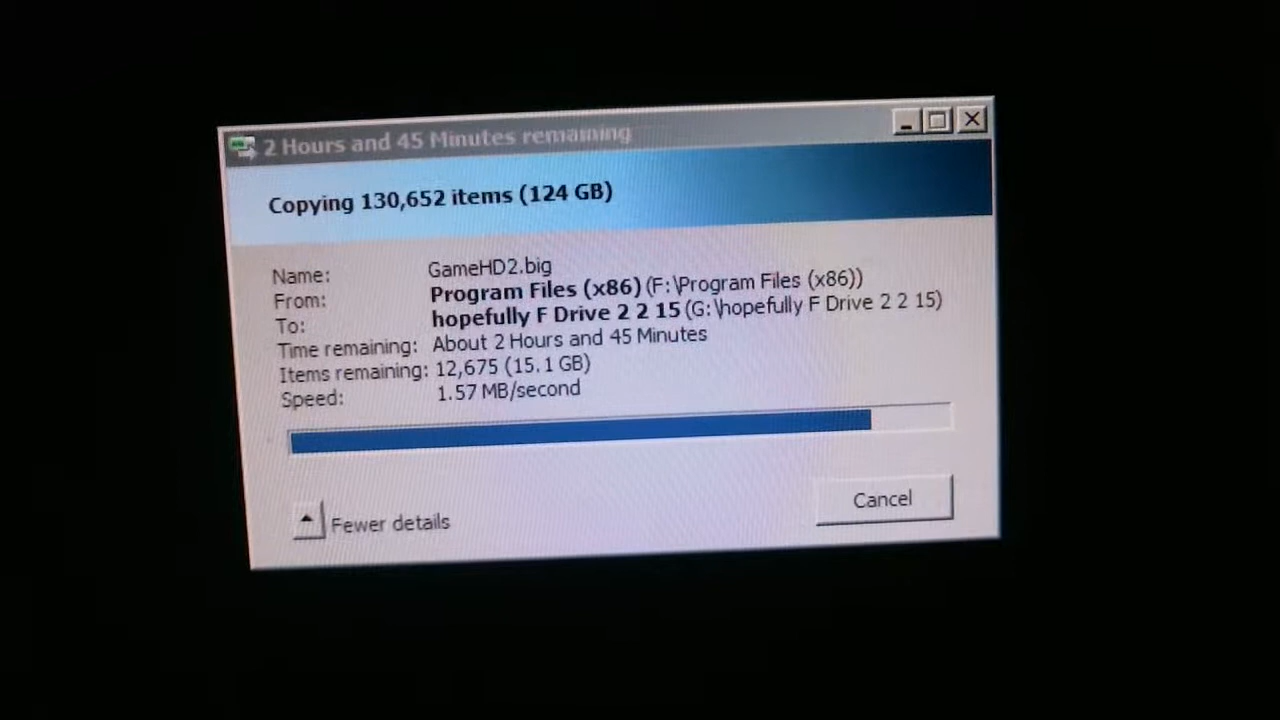 2 Hours and 45 Minutes remaining
Copying 130,652 items (124 GB)
Name: GameHD2.big
From: Program Files (x86) (F:\Program Files (x86))
To: hopefully F Drive 2 2 15 (G:\hopefully F Drive 2 2 15)
Time remaining: About 2 Hours and 45 Minutes
Items remaining: 12,675 (15.1 GB)
Speed: 1.57 MB/second
Fewer details
Cancel